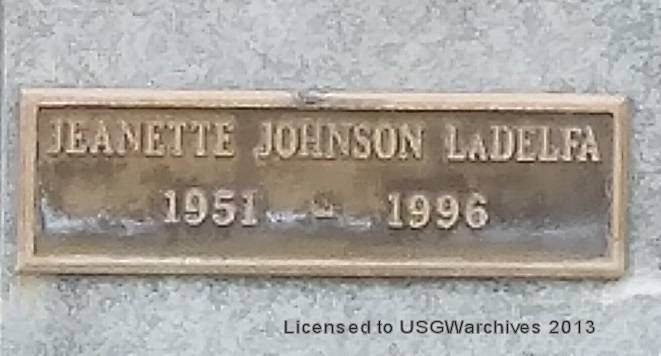 JEANETTE JOHNSON LADELFA
1951 - 1996
Licensed to USGWarchives 2013